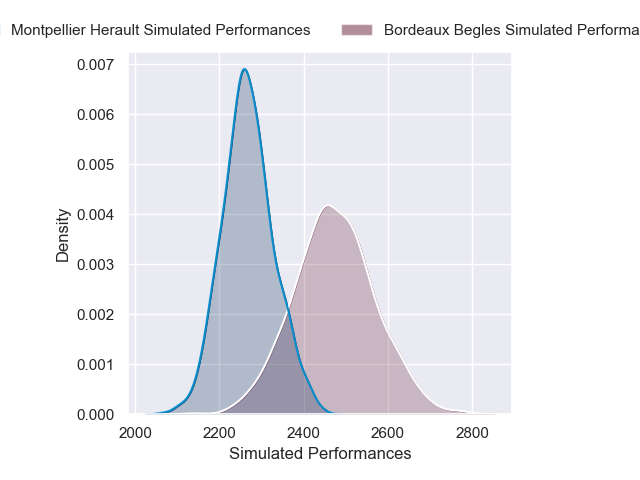 Montpellier Herault Simulated Performances Bordeaux Begles Simulated Performa
0.007
0.006
0.005
0.004
0.003
0.002
0.001
0.000
Density
2000 2200 2400 2600 2800
Simulated Performances